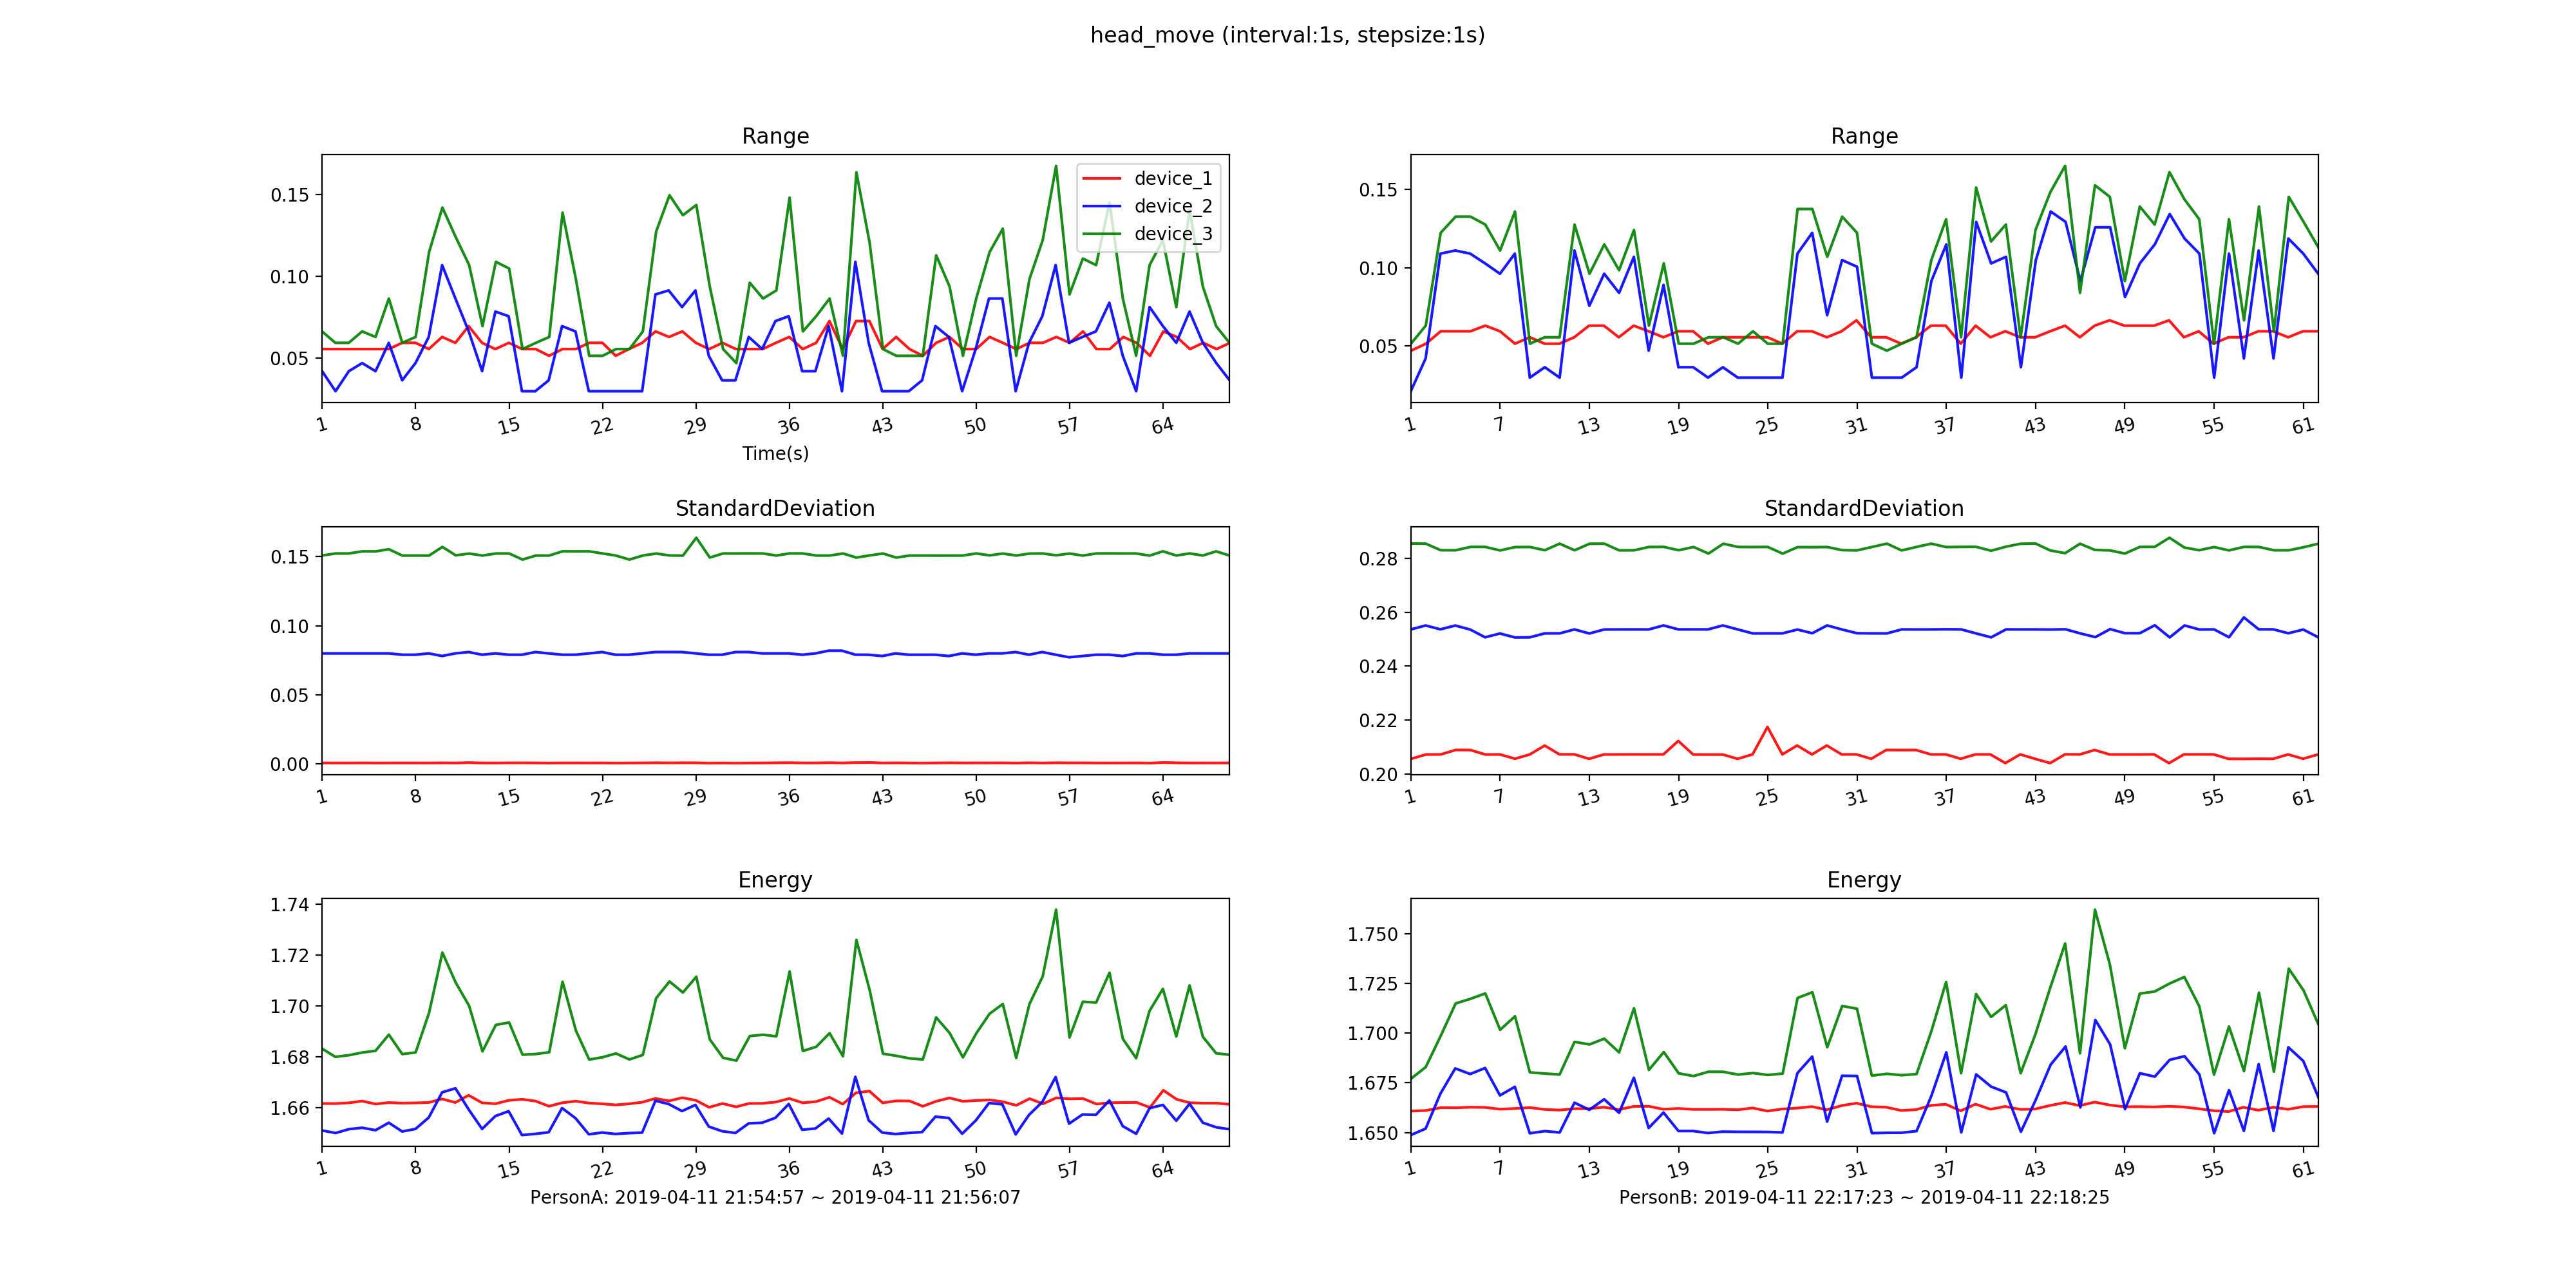 head_move (interval:1s, stepsize:1s)
Range
0.15
0.10
0.05
device_1
device_2
device_3
1 8 15 22 29 36 43 50 57 64
Time(s)
Range
0.15
0.10
0.05
1 7 13 19 25 31 37 43 49 55 61
StandardDeviation
0.15
0.10
0.05
0.00
1 8 15 22 29 36 43 50 57 64
StandardDeviation
0.28
0.26
0.24
0.22
0.20
1 7 13 19 25 31 37 43 49 55 61
Energy
1.74
1.72
1.70
1.68
1.66
1 8 15 22 29 36 43 50 57 64
PersonA: 2019-04-11 21:54:57 ~ 2019-04-11 21:56:07
Energy
1.750
1.725
1.700
1.675
1.650
1 7 13 19 25 31 37 43 49 55 61
PersonB: 2019-04-11 22:17:23 ~ 2019-04-11 22:18:25